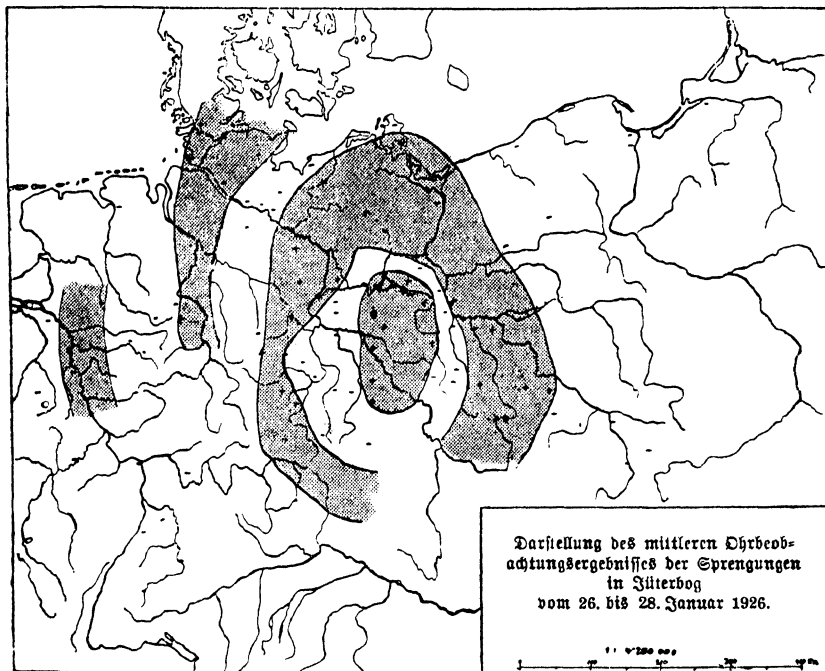 Darstellung des mittleren Ohrbeob-
achtungsergebnisses der Sprengungen
in Jüterbog
vom 26. bis 28. Januar 1926.